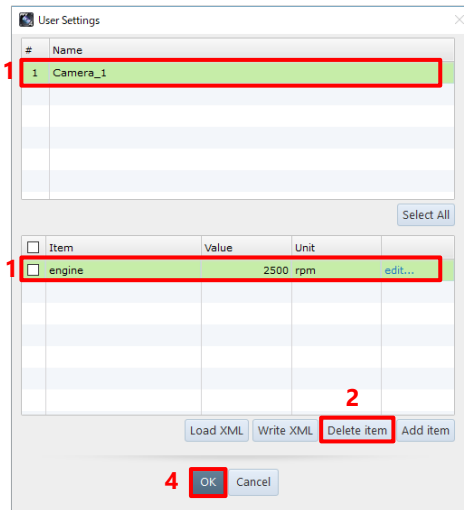 User Settings
# Name
1
1 Camera_1
Select All
Item Value Unit
1
engine 2500 rpm edit...
2
Load XML Write XML Delete item Add item
4
OK Cancel